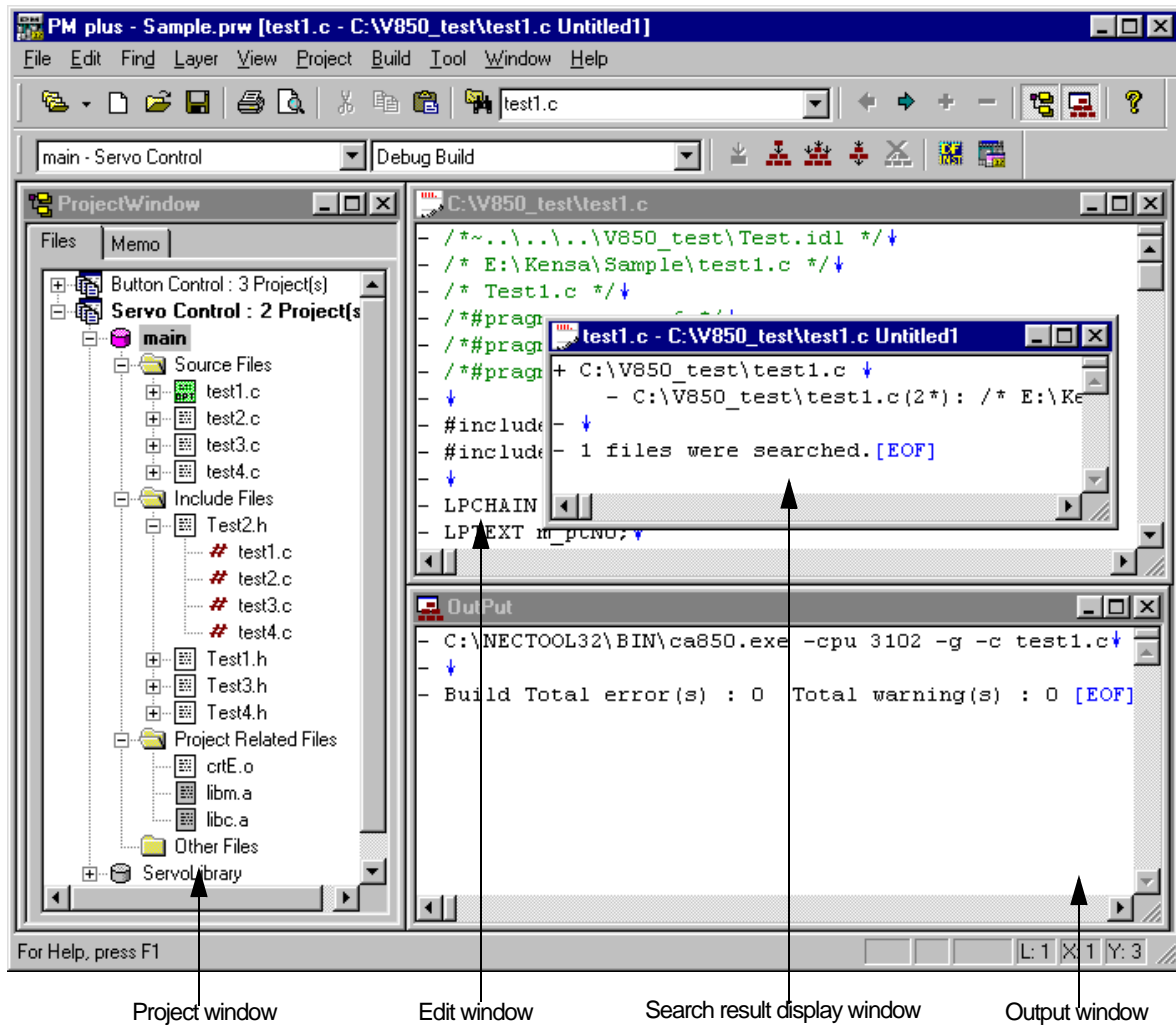 PM plus - Sample.prw [test1.c - C:\V850_test\test1.c Untitled1]
File Edit Find Layer View Project Build Tool Window Help
test1.c
main - Servo Control
Debug Build
ProjectWindow
Files Memo
Button Control : 3 Project(s)
Servo Control : 2 Project(s
main
Source Files
test1.c
test2.c
test3.c
test4.c
Include Files
Test2.h
# test1.c
# test2.c
# test3.c
# test4.c
Test1.h
Test3.h
Test4.h
Project Related Files
crtE.o
libm.a
libc.a
Other Files
ServoLibrary
C:\V850_test\test1.c
- /*~..\..\..\V850_test\Test.idl */↓
- /* E:\Kensa\Sample\test1.c */↓
- /* Test1.c */↓
- /*#pragm
- /*#pragm
- /*#pragm
- ↓
- #include
- #include
- ↓
- LPCHAIN
- LPTEXT m_ptNo;↓
test1.c - C:\V850_test\test1.c Untitled1
+ C:\V850_test\test1.c ↓
- C:\V850_test\test1.c(2*): /* E:\Ke
- ↓
- 1 files were searched.[EOF]
OutPut
- C:\NECTOOL32\BIN\ca850.exe -cpu 3102 -g -c test1.c↓
- ↓
- Build Total error(s) : 0 Total warning(s) : 0 [EOF]
For Help, press F1
L: 1 X: 1 Y: 3
Project window
Edit window
Search result display window
Output window